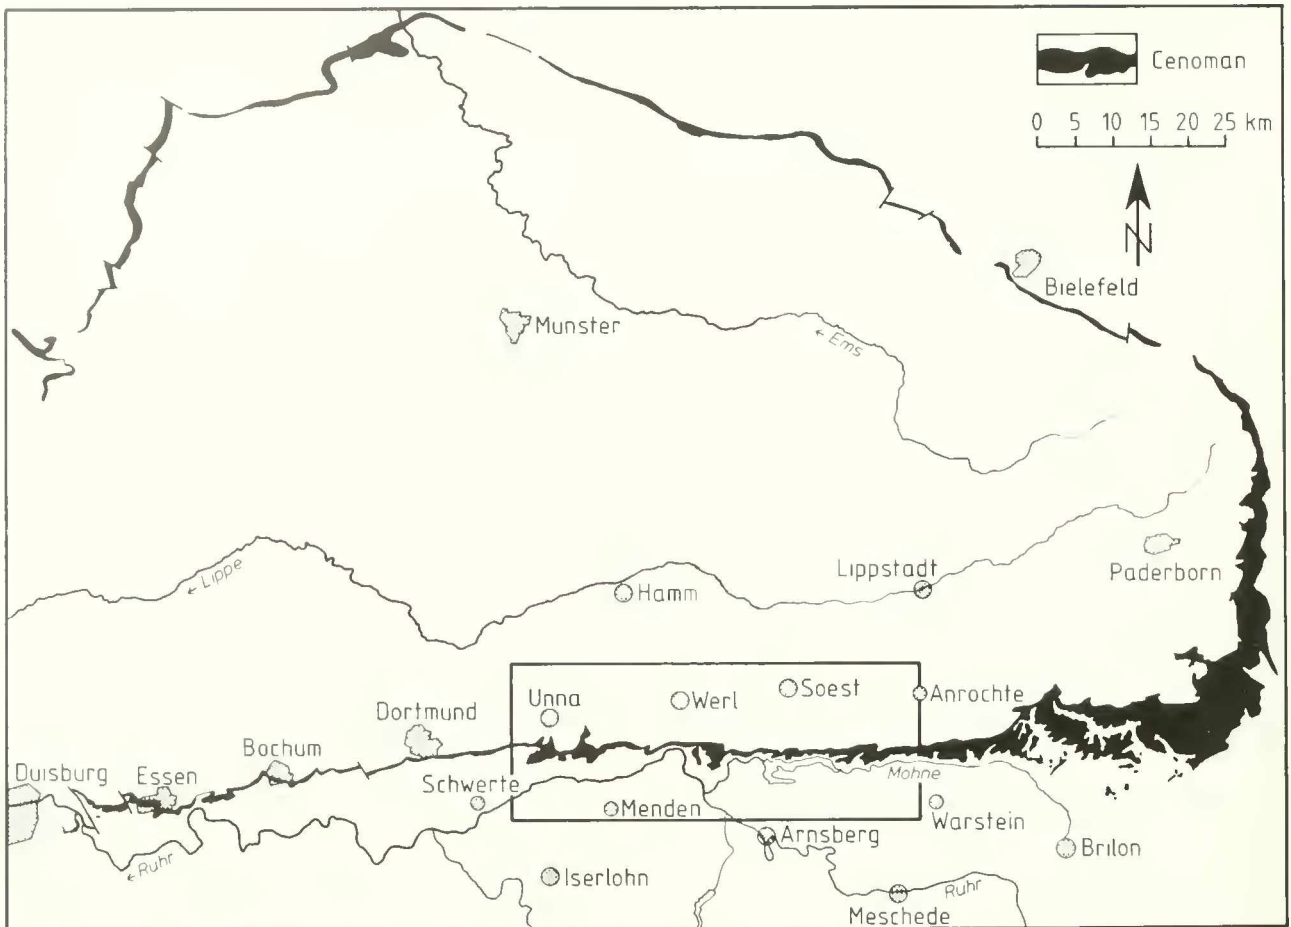 Cenoman
0 5 10 15 20 25 km
N
Bielefeld
Munster
← Ems
Lippstadt
Paderborn
← Lippe
Hamm
Unna
Werl
Soest
Anrochte
Dortmund
Bochum
Duisburg
Essen
Schwerte
Mohne
Menden
Warstein
Arnsberg
Brilon
← Ruhr
Iserlohn
Ruhr
Meschede